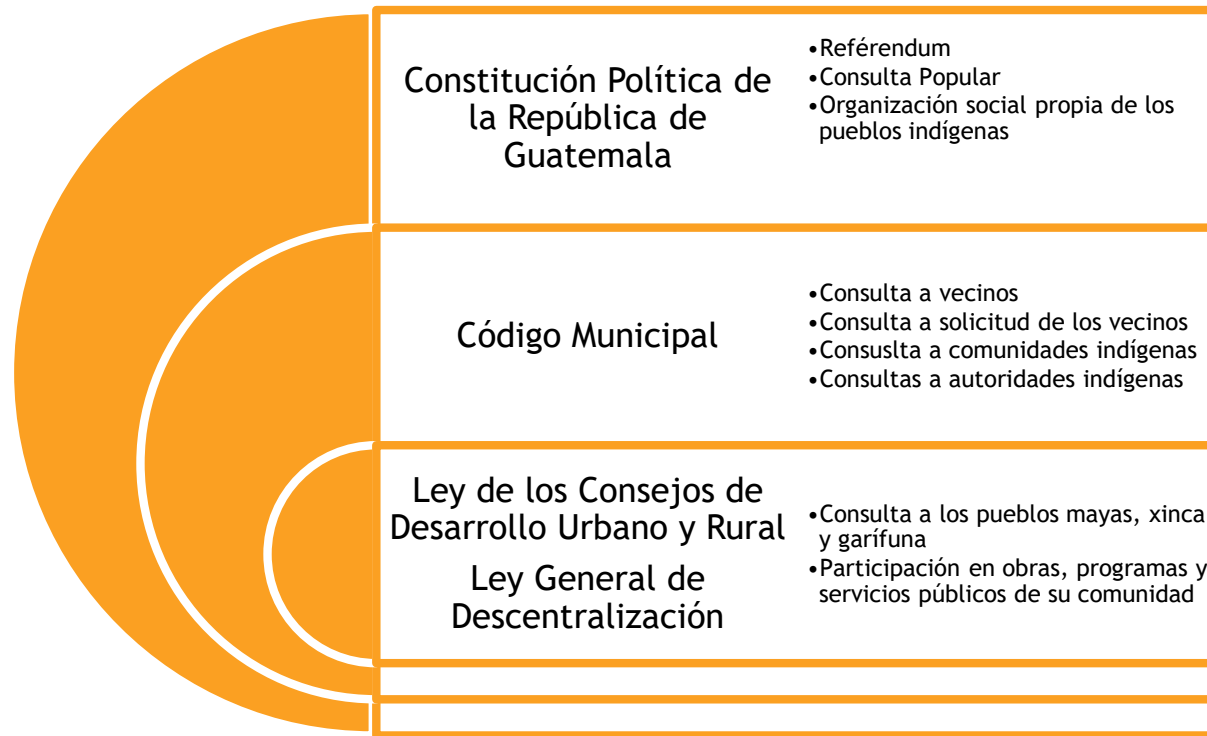 Constitución Política de
la República de
Guatemala
•Reférendum
•Consulta Popular
•Organización social propia de los
pueblos indígenas
Código Municipal
•Consulta a vecinos
•Consulta a solicitud de los vecinos
•Consuslta a comunidades indígenas
•Consultas a autoridades indígenas
Ley de los Consejos de
Desarrollo Urbano y Rural
Ley General de
Descentralización
•Consulta a los pueblos mayas, xinca
y garífuna
•Participación en obras, programas y
servicios públicos de su comunidad